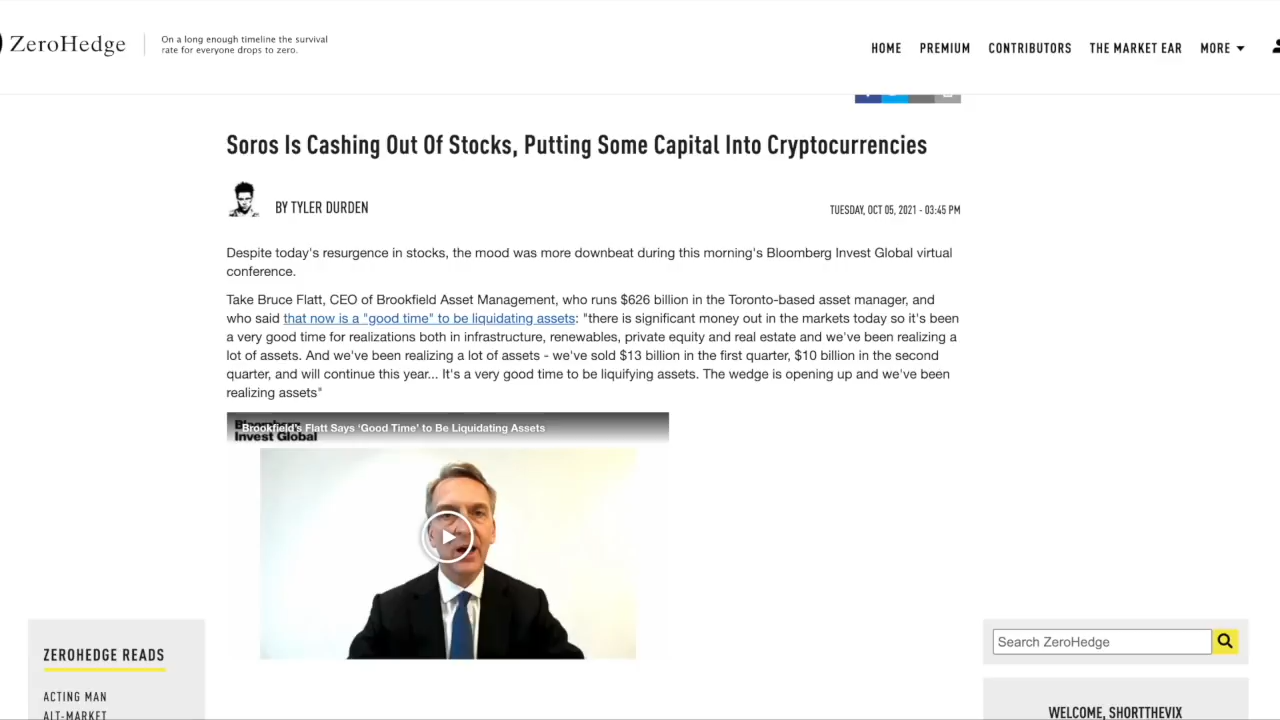 ZeroHedge
On a long enough timeline the survival
rate for everyone drops to zero.
HOME PREMIUM CONTRIBUTORS THE MARKET EAR MORE
Soros Is Cashing Out Of Stocks, Putting Some Capital Into Cryptocurrencies
BY TYLER DURDEN
TUESDAY, OCT 05, 2021 - 03:45 PM
Despite today's resurgence in stocks, the mood was more downbeat during this morning's Bloomberg Invest Global virtual
conference.
Take Bruce Flatt, CEO of Brookfield Asset Management, who runs $626 billion in the Toronto-based asset manager, and
who said that now is a "good time" to be liquidating assets: "there is significant money out in the markets today so it's been
a very good time for realizations both in infrastructure, renewables, private equity and real estate and we've been realizing a
lot of assets. And we've been realizing a lot of assets - we've sold $13 billion in the first quarter, $10 billion in the second
quarter, and will continue this year... It's a very good time to be liquifying assets. The wedge is opening up and we've been
realizing assets"
Bloomberg
Brookfield's Flatt Says 'Good Time' to Be Liquidating Assets
Invest Global
ZEROHEDGE READS
ACTING MAN
ALT-MARKET
Search ZeroHedge
WELCOME, SHORTTHEVIX